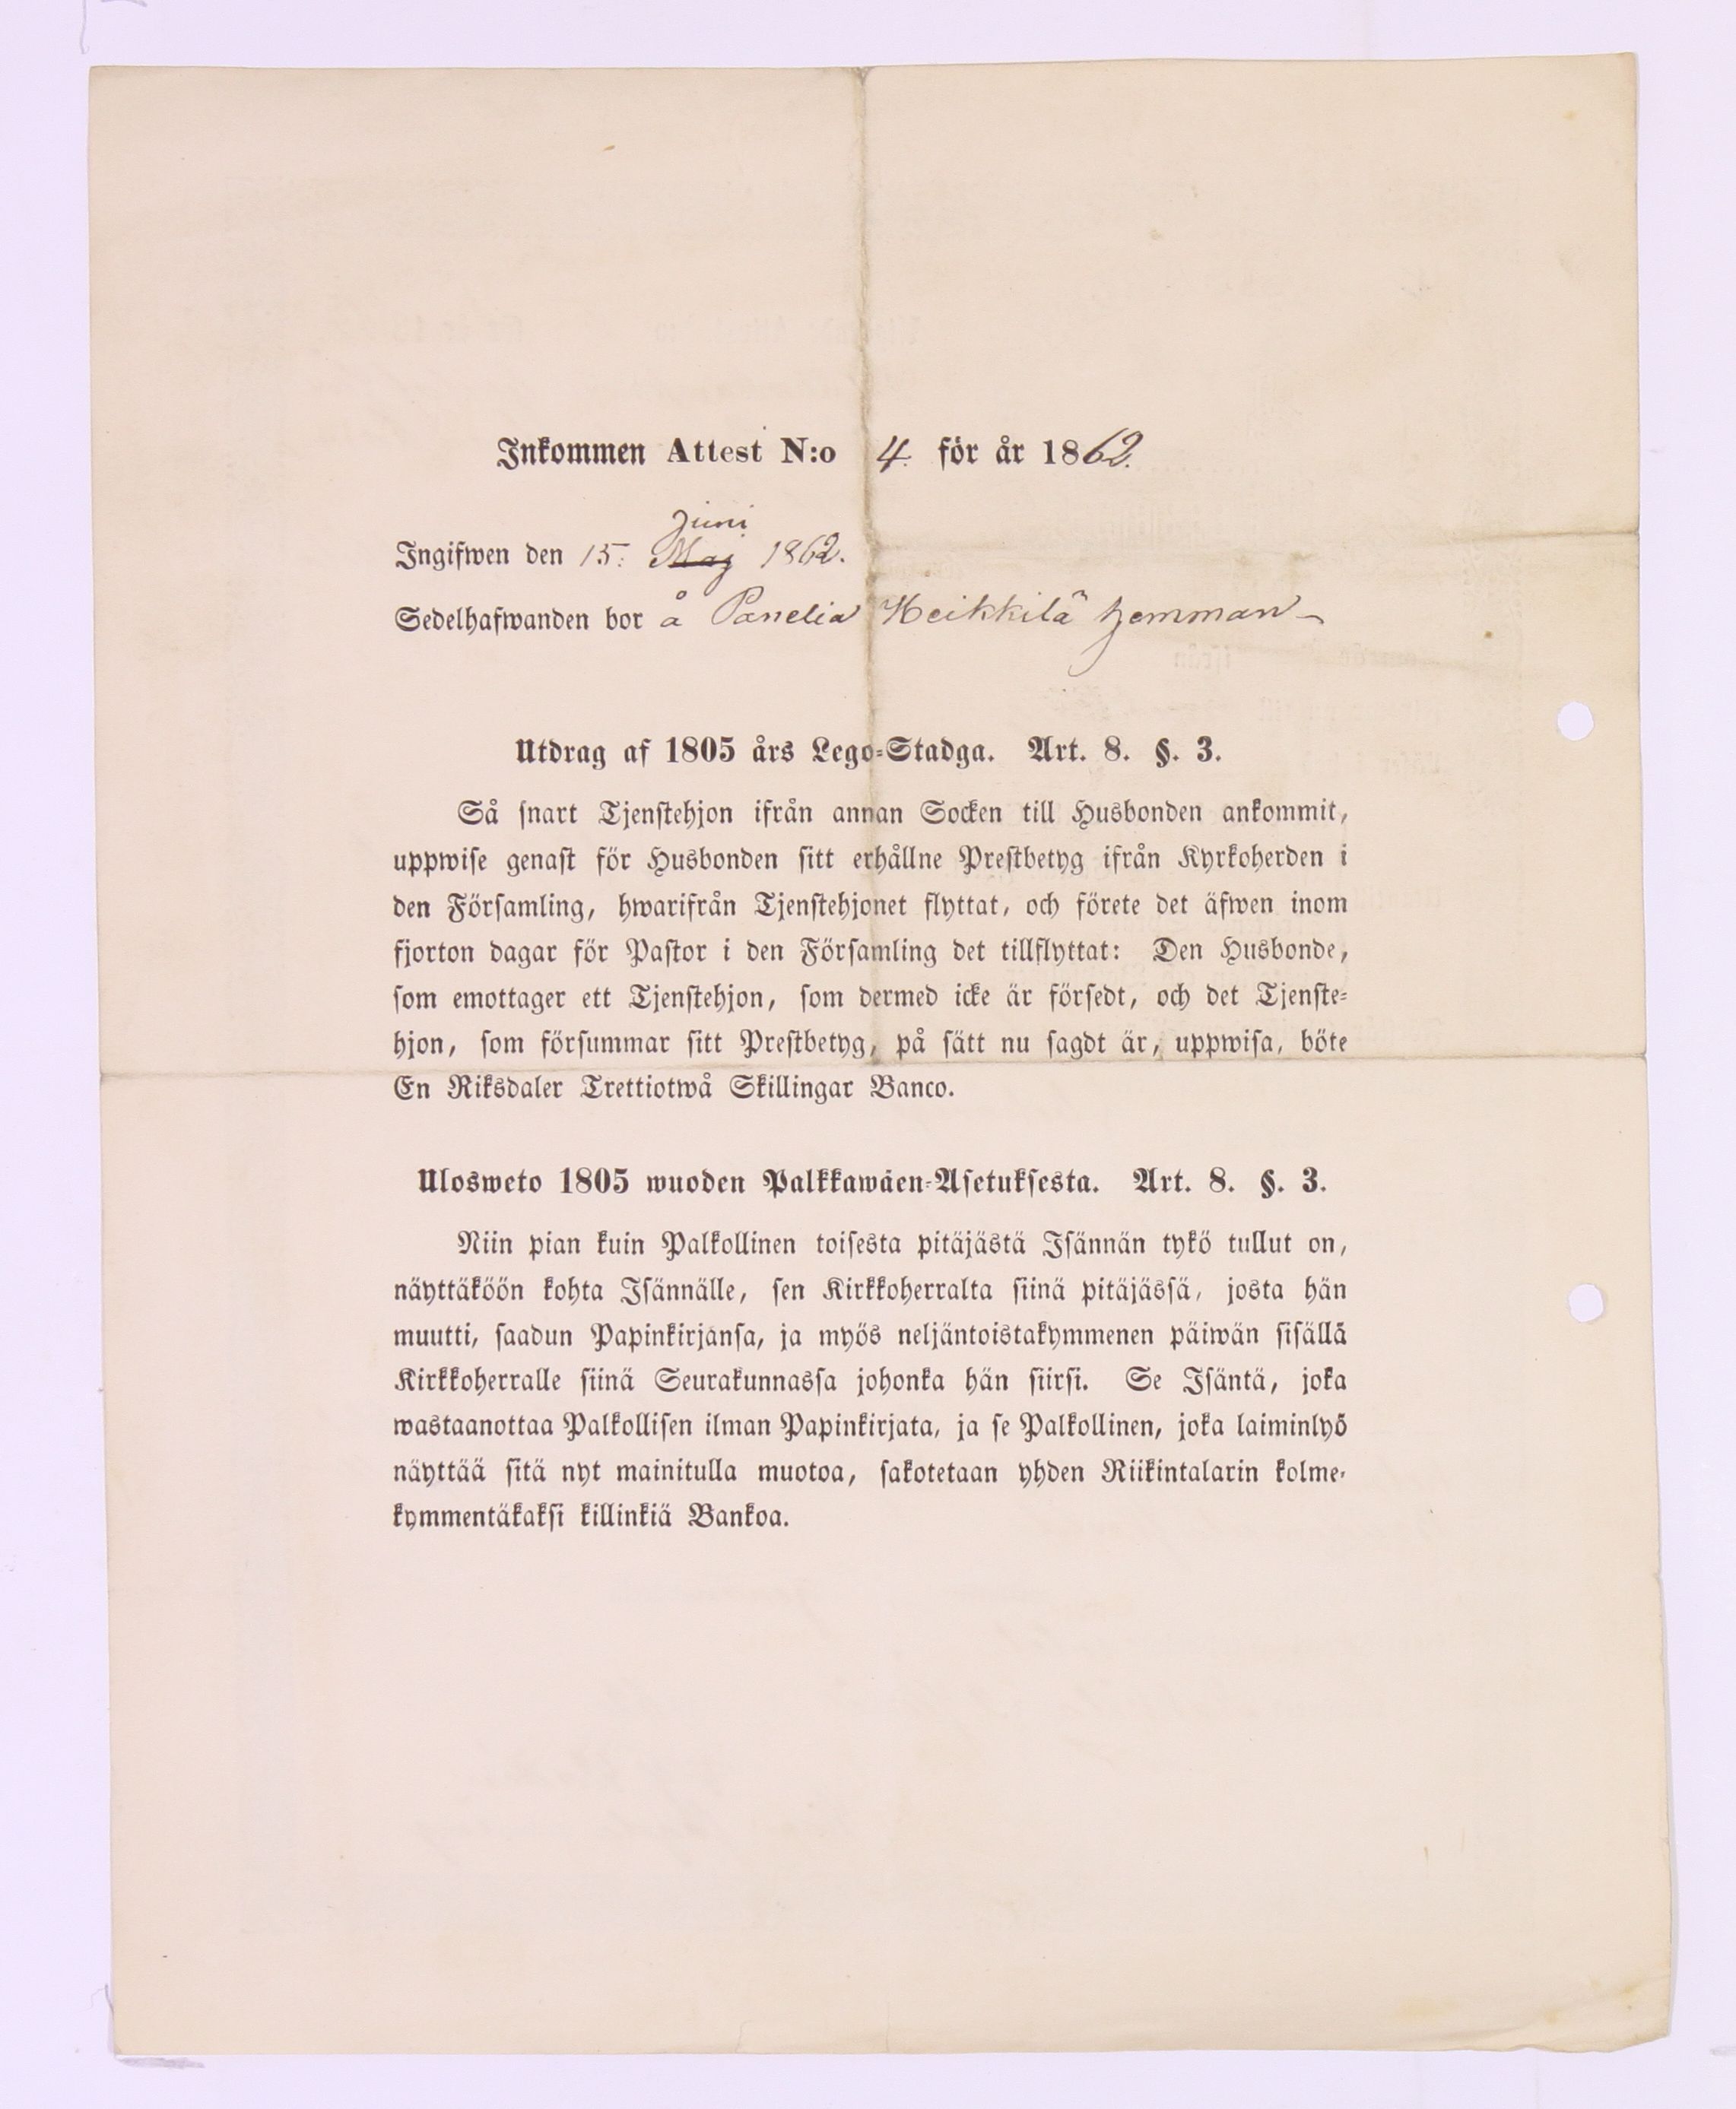 Inkommen Attest N:o 4. för år 1862.
Juni
Ingifwen den 15. Maj 1862.
Sedelhafwanden bor å Panelia Heikkilä hemman
Utdrag af 1805 års Lego-Stadga. Art. 8. §. 3.
Så snart Tjenstehjon ifrån annan Socken till Husbonden ankommit,
uppwise genast för Husbonden sitt erhållne Prestbetyg ifrån Kyrkoherden i
den Församling, hwarifrån Tjenstehjonet flyttat, och förete det äfwen inom
fjorton dagar för Pastor i den Församling det tillflyttat: Den Husbonde,
som emottager ett Tjenstehjon, som dermed icke är försedt, och det Tjenste-
hjon, som försummar sitt Prestbetyg, på sätt nu sagdt är, uppwisa, böte
En Riksdaler Trettiotwå Skillingar Banco.
Ulosweto 1805 wuoden Palkkawäen-Asetuksesta. Art. 8. §. 3.
Niin pian kuin Palkollinen toisesta pitäjästä Isännän tykö tullut on,
näyttäköön kohta Isännälle, sen Kirkkoherralta siinä pitäjässä, josta hän
muutti, saadun Papinkirjansa, ja myös neljäntoistakymmenen päiwän sisällä
Kirkkoherralle siinä Seurakunnassa johonka hän siirsi. Se Isäntä, joka
wastaanottaa Palkollisen ilman Papinkirjata, ja se Palkollinen, joka laiminlyö
näyttää sitä nyt mainitulla muotoa, sakotetaan yhden Riikintalarin kolme-
kymmentäkaksi killinkiä Bankoa.